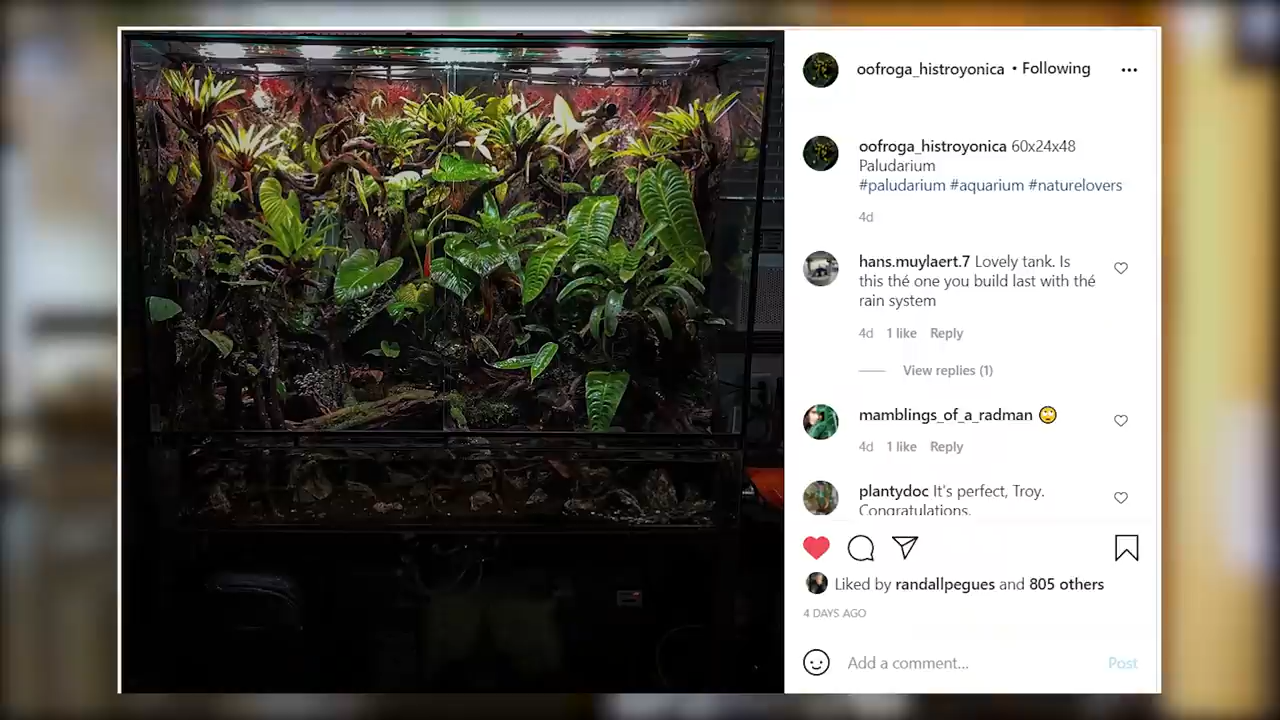 oofroga_histroyonica • Following
oofroga_histroyonica 60x24x48
Paludarium
#paludarium #aquarium #naturelovers
4d
hans.muylaert.7 Lovely tank. Is
this thé one you build last with thé
rain system
4d 1 like Reply
View replies (1)
mamblings_of_a_radman 🙄
4d 1 like Reply
plantydoc It's perfect, Troy.
Congratulations.
Liked by randallpegues and 805 others
4 DAYS AGO
Add a comment... Post